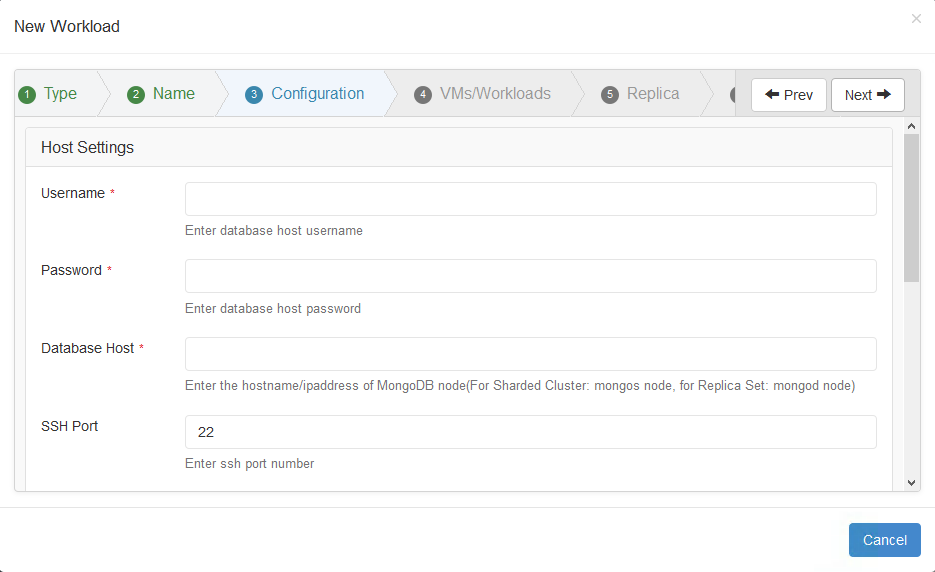 New Workload
×
1 Type
2 Name
3 Configuration
4 VMs/Workloads
5 Replica
Prev
Next
Host Settings
Username *
Enter database host username
Password *
Enter database host password
Database Host *
Enter the hostname/ipaddress of MongoDB node(For Sharded Cluster: mongos node, for Replica Set: mongod node)
SSH Port
22
Enter ssh port number
Cancel